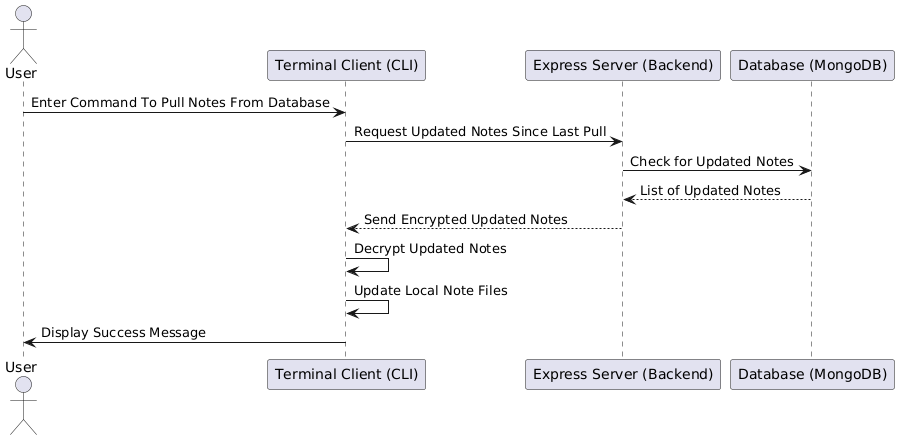 User
Terminal Client (CLI)
Express Server (Backend)
Database (MongoDB)
Enter Command To Pull Notes From Database
Request Updated Notes Since Last Pull
Check for Updated Notes
List of Updated Notes
Send Encrypted Updated Notes
Decrypt Updated Notes
Update Local Note Files
Display Success Message
User
Terminal Client (CLI)
Express Server (Backend)
Database (MongoDB)